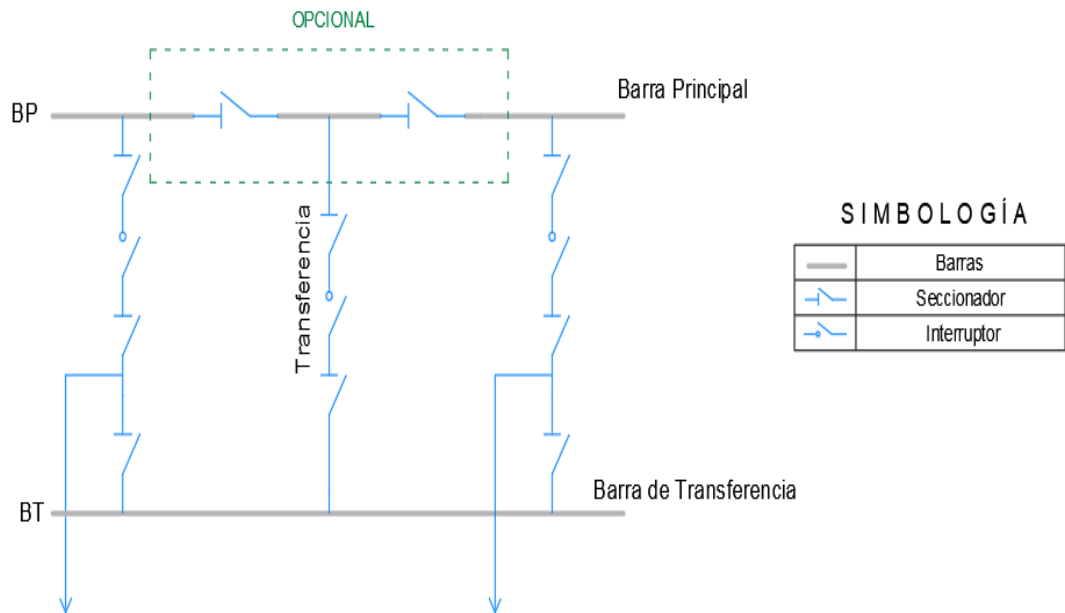 OPCIONAL
BP
Barra Principal
Transferencia
SIMBOLOGÍA
Barras
Seccionador
Interruptor
BT
Barra de Transferencia